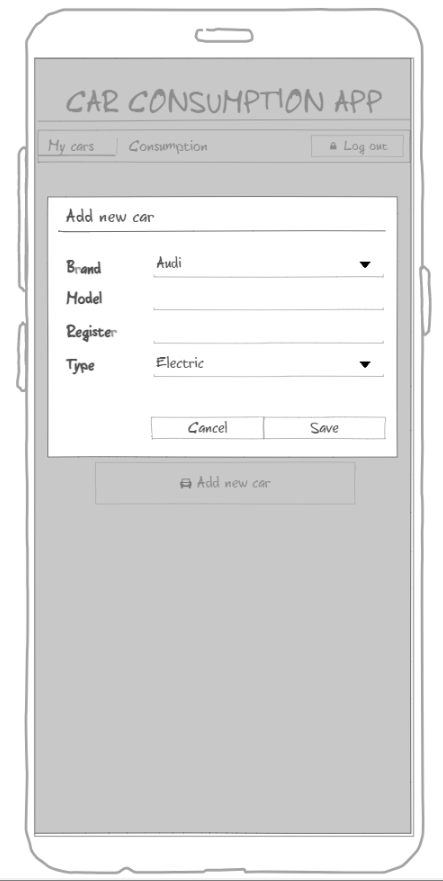 CAR CONSUMPTION APP
My cars Consumption Log out
Add new car
Brand Audi
Model
Register
Type Electric
Cancel Save
Add new car